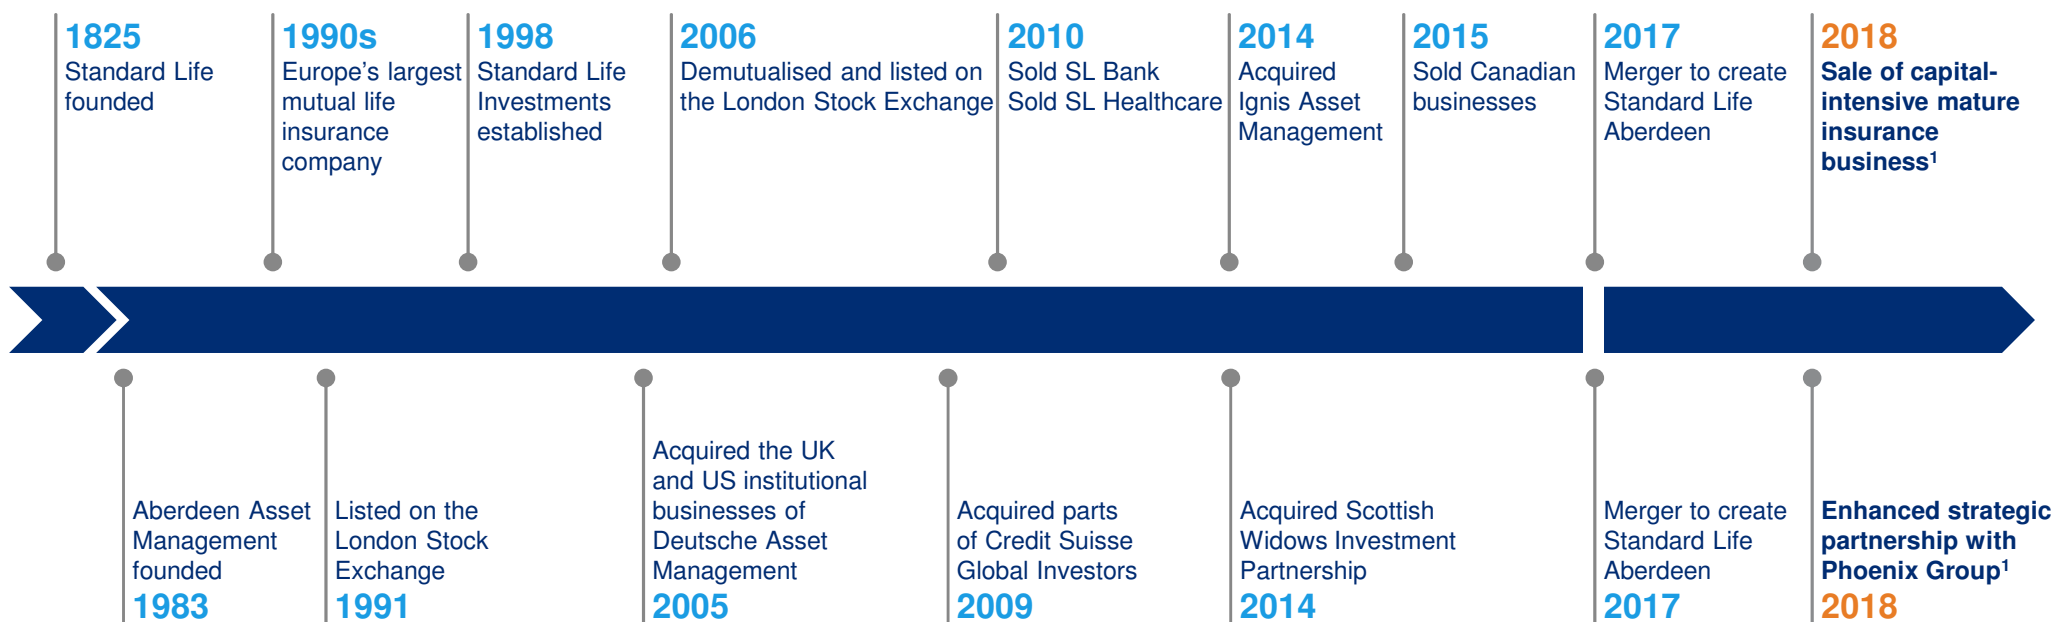 1825
Standard Life
founded
1990s
Europe's largest
mutual life
insurance
company
1998
Standard Life
Investments
established
2006
Demutualised and listed on
the London Stock Exchange
2010
Sold SL Bank
Sold SL Healthcare
2014
Acquired
Ignis Asset
Management
2015
Sold Canadian
businesses
2017
Merger to create
Standard Life
Aberdeen
2018
Sale of capital-
intensive mature
insurance
business¹
Aberdeen Asset
Management
founded
1983
Listed on the
London Stock
Exchange
1991
Acquired the UK
and US institutional
businesses of
Deutsche Asset
Management
2005
Acquired parts
of Credit Suisse
Global Investors
2009
Acquired Scottish
Widows Investment
Partnership
2014
Merger to create
Standard Life
Aberdeen
2017
Enhanced strategic
partnership with
Phoenix Group¹
2018